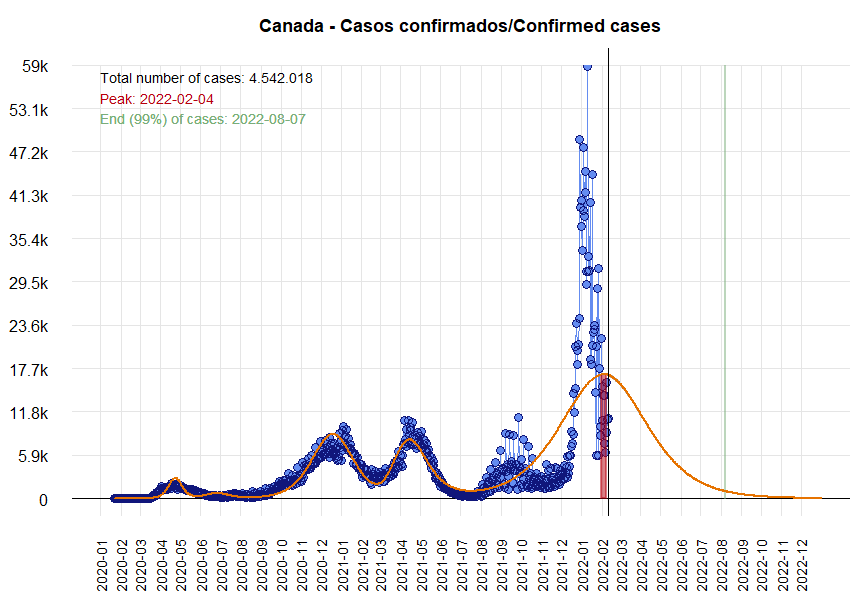 Canada - Casos confirmados/Confirmed cases
59k
Total number of cases: 4.542.018
Peak: 2022-02-04
End (99%) of cases: 2022-08-07
53.1k
47.2k
41.3k
35.4k
29.5k
23.6k
17.7k
11.8k
5.9k
0
2020-01
2020-02
2020-03
2020-04
2020-05
2020-06
2020-07
2020-08
2020-09
2020-10
2020-11
2020-12
2021-01
2021-02
2021-03
2021-04
2021-05
2021-06
2021-07
2021-08
2021-09
2021-10
2021-11
2021-12
2022-01
2022-02
2022-03
2022-04
2022-05
2022-06
2022-07
2022-08
2022-09
2022-10
2022-11
2022-12